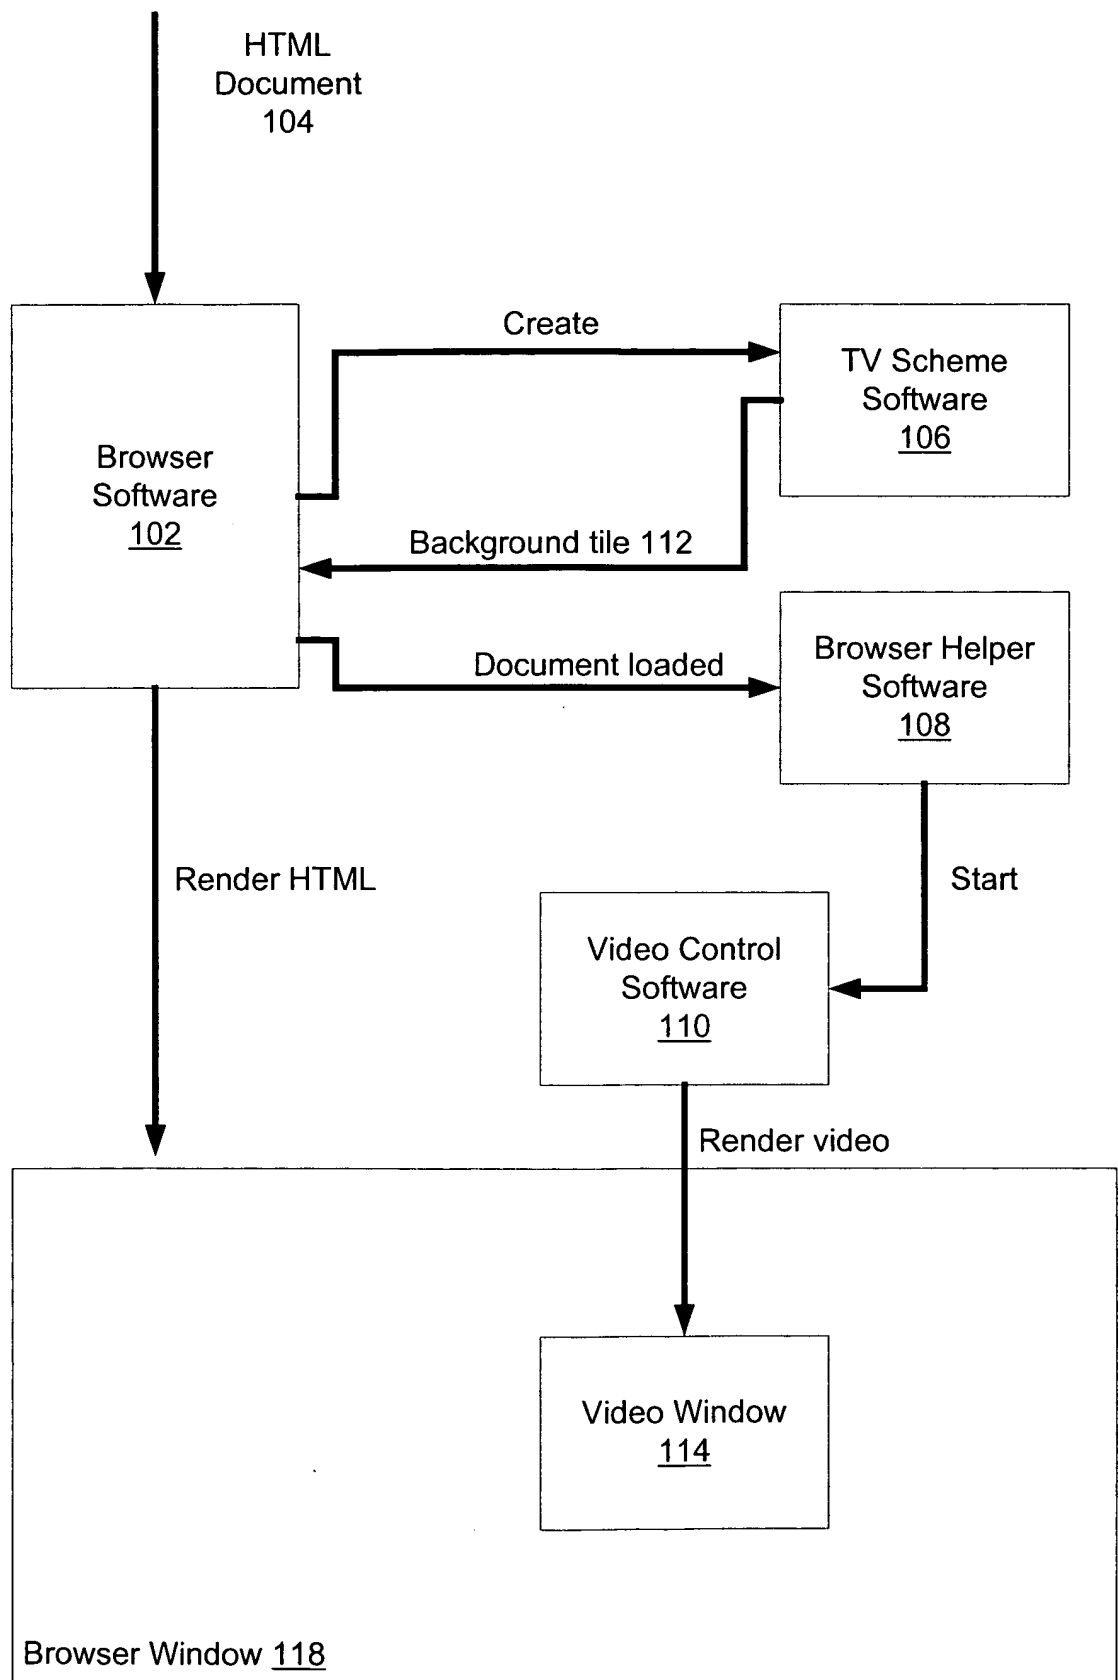 HTML
Document
104
Create
TV Scheme
Software
106
Browser
Software
102
Background tile 112
Document loaded
Browser Helper
Software
108
Render HTML
Start
Video Control
Software
110
Render video
Video Window
114
Browser Window 118